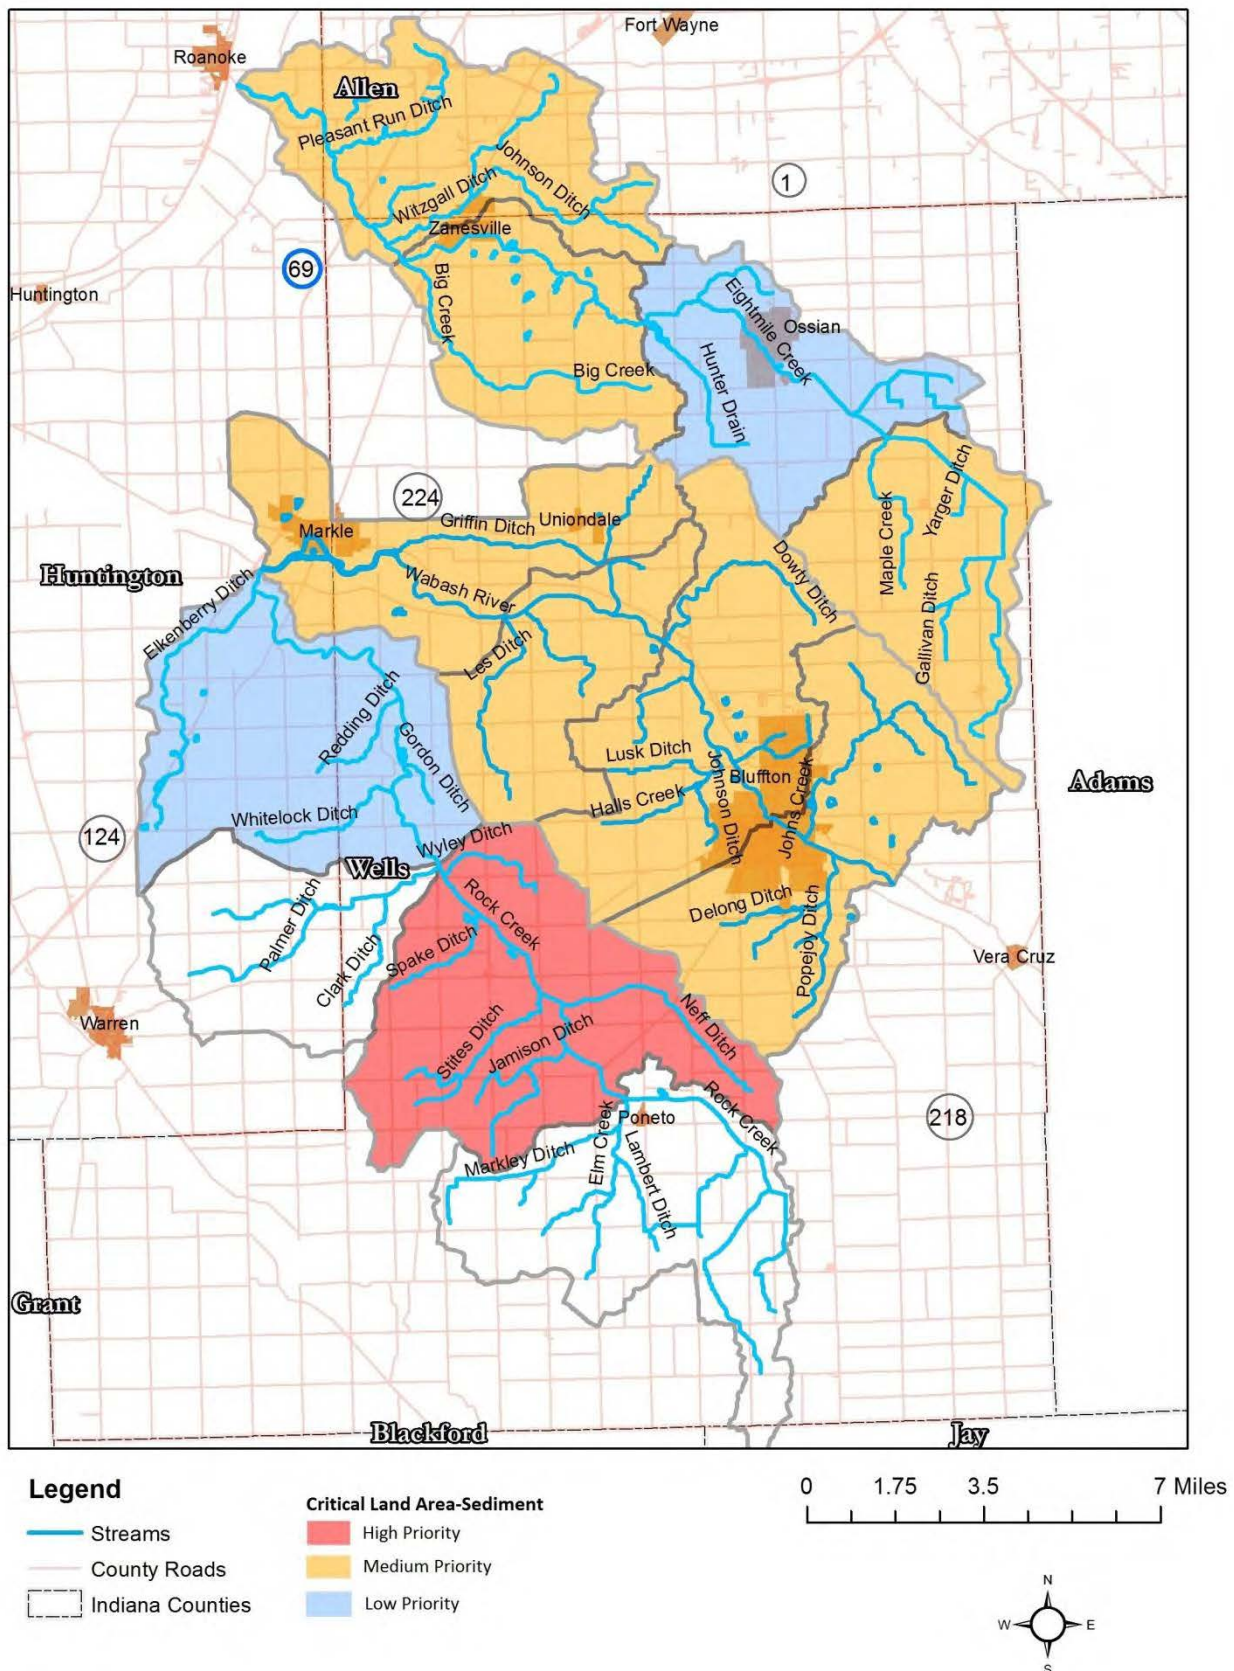 Fort Wayne
Roanoke
Allen
Pleasant Run Ditch
Johnson Ditch
Witzgall Ditch
1
Zanesville
69
Huntington
Big Creek
Eightmile Creek
Ossian
Hunter Drain
Big Creek
224
Griffin Ditch
Uniondale
Markle
Yarger Ditch
Maple Creek
Huntington
Elkenberry Ditch
Wabash River
Dowty Ditch
Gallivan Ditch
Les Ditch
Redding Ditch
Gordon Ditch
Lusk Ditch
Johnson Ditch
Bluffton
Johns Creek
Adams
Halls Creek
Whitelock Ditch
124
Wyley Ditch
Wells
Palmer Ditch
Clark Ditch
Rock Creek
Spake Ditch
Delong Ditch
Popejoy Ditch
Vera Cruz
Warren
Stites Ditch
Jamison Ditch
Neff Ditch
Rock Creek
Poneto
218
Markley Ditch
Elm Creek
Lambert Ditch
Grant
Blackford
Jay
Legend
Streams
County Roads
Indiana Counties
Critical Land Area-Sediment
High Priority
Medium Priority
Low Priority
0 1.75 3.5 7 Miles
N
W E
S